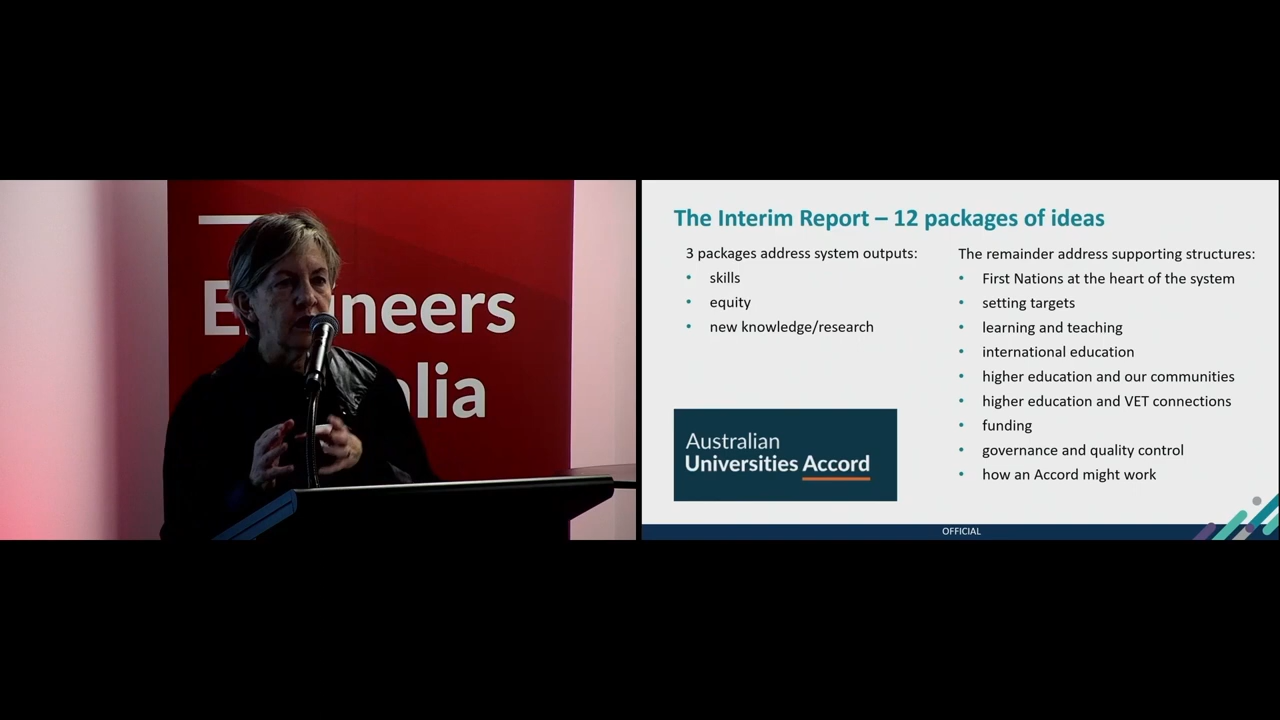 neers
alia
The Interim Report – 12 packages of ideas
3 packages address system outputs:
• skills
• equity
• new knowledge/research
Australian
Universities Accord
The remainder address supporting structures:
• First Nations at the heart of the system
• setting targets
• learning and teaching
• international education
• higher education and our communities
• higher education and VET connections
• funding
• governance and quality control
• how an Accord might work
OFFICIAL